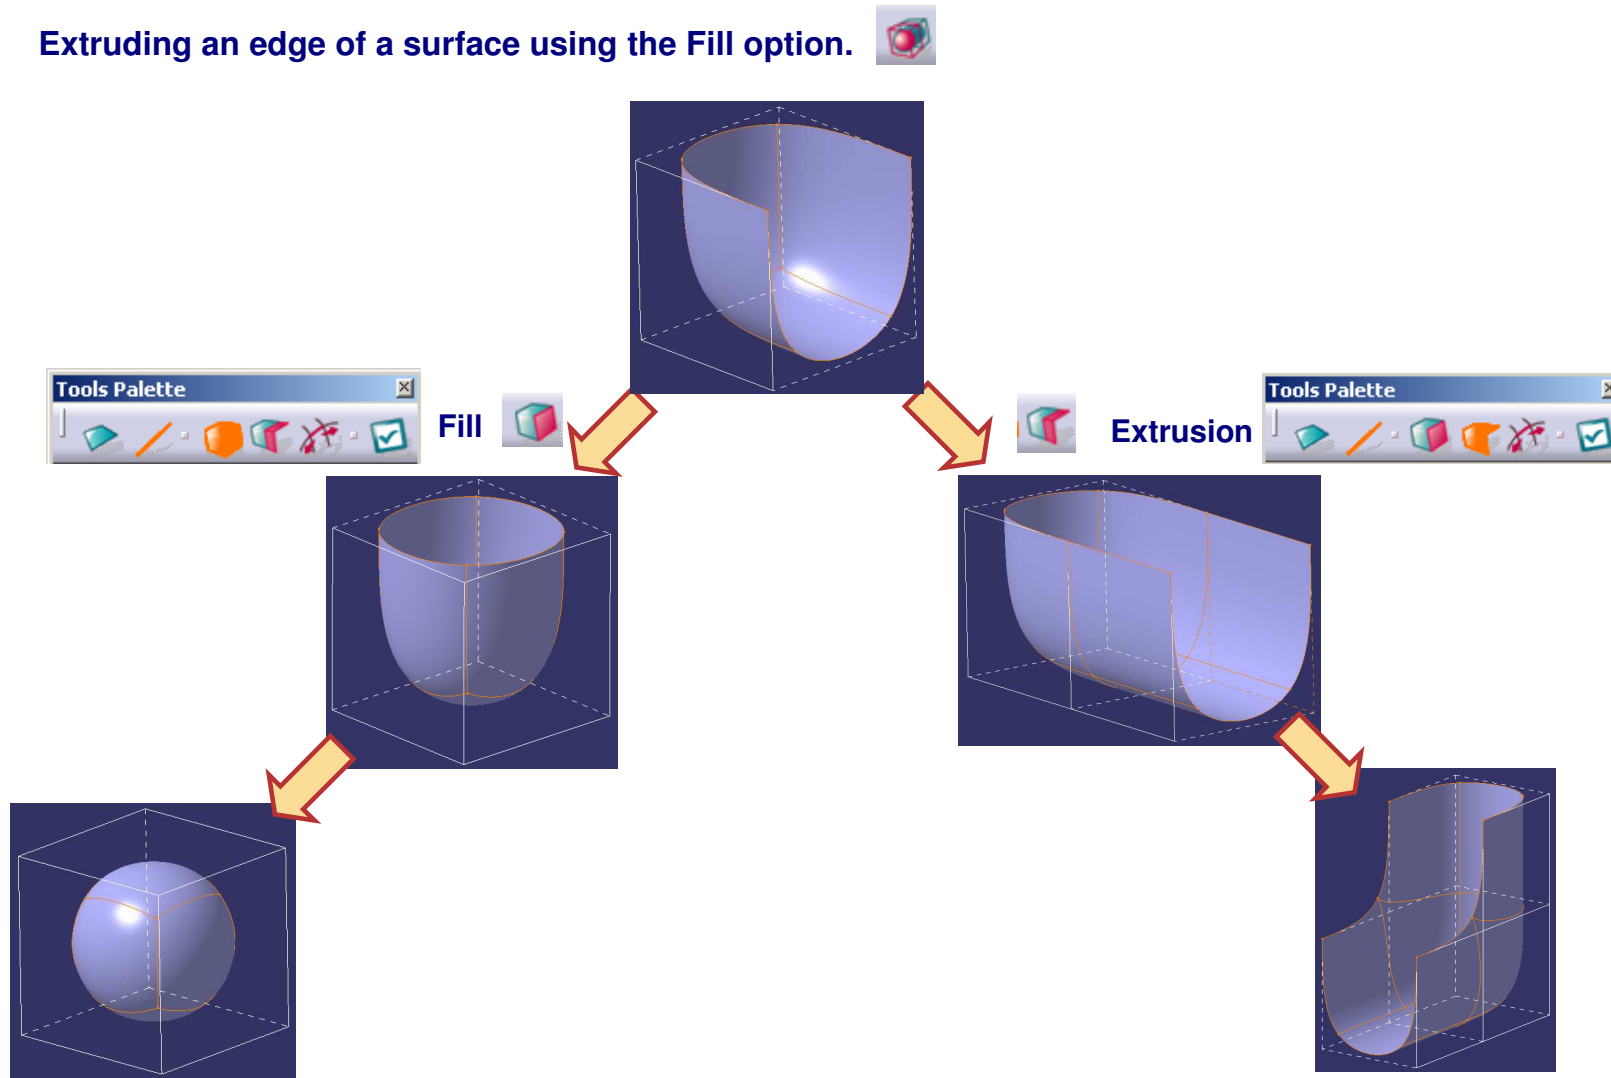 Extruding an edge of a surface using the Fill option.
Tools Palette
Fill
Extrusion
Tools Palette